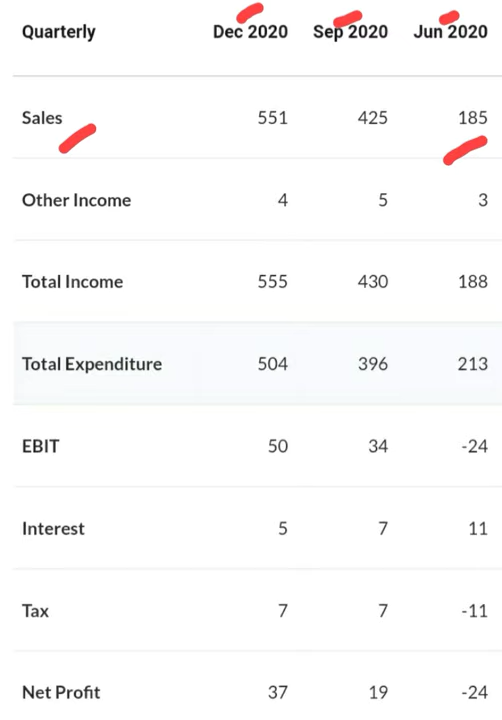 Quarterly Dec 2020 Sep 2020 Jun 2020
Sales 551 425 185
Other Income 4 5 3
Total Income 555 430 188
Total Expenditure 504 396 213
EBIT 50 34 -24
Interest 5 7 11
Tax 7 7 -11
Net Profit 37 19 -24